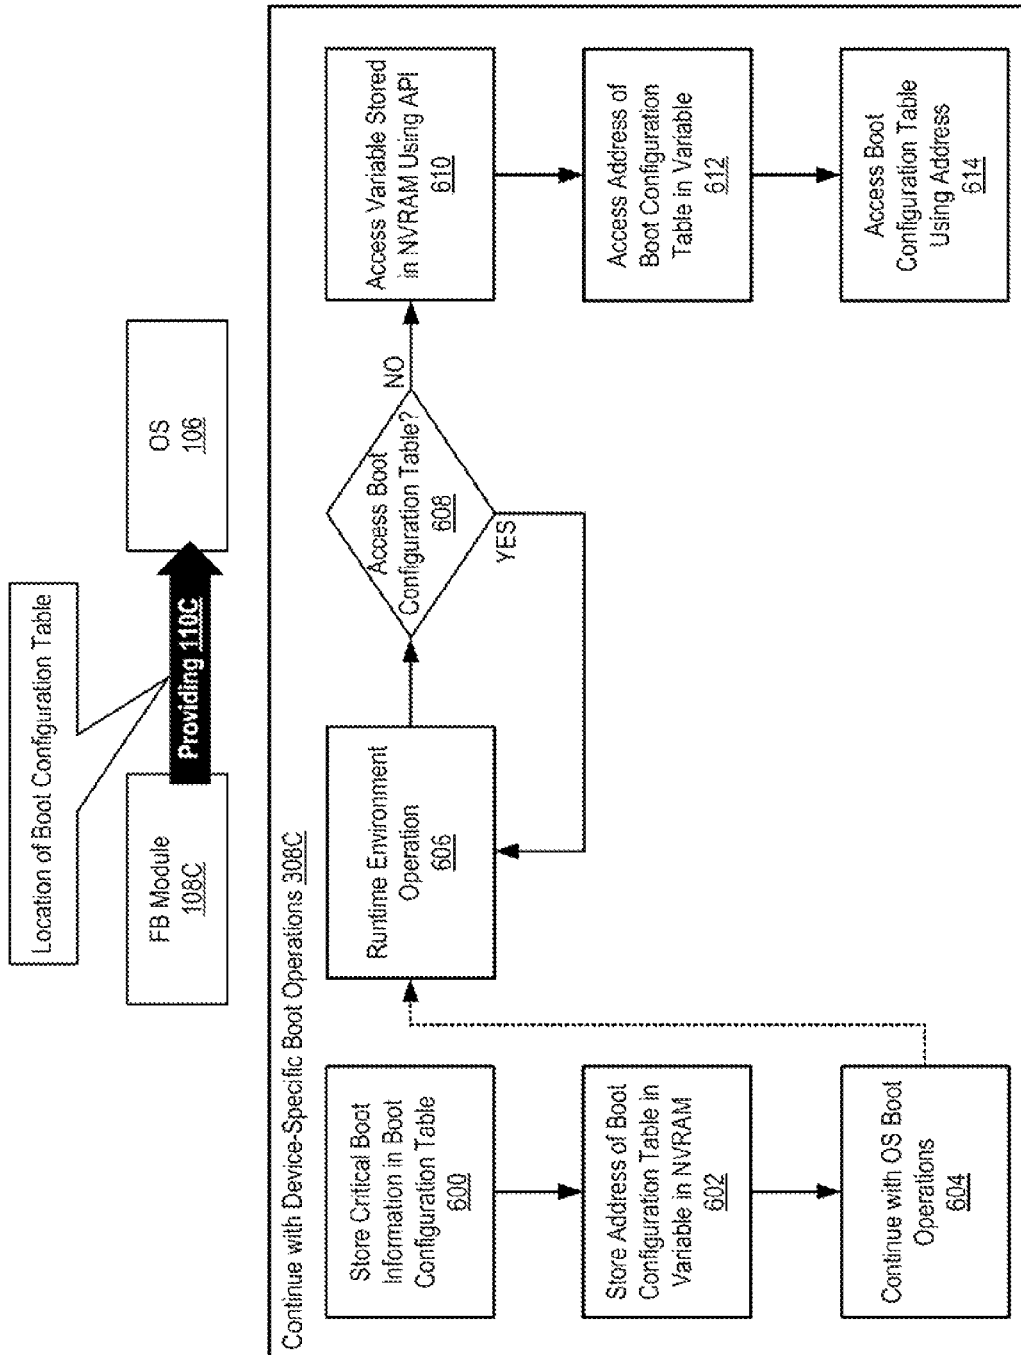 Location of Boot Configuration Table
FB Module
108C
Providing 110C
OS
106
Continue with Device-Specific Boot Operations 308C
Store Critical Boot
Information in Boot
Configuration Table
600
Store Address of Boot
Configuration Table in
Variable in NVRAM
602
Continue with OS Boot
Operations
604
Runtime Environment
Operation
606
Access Boot
Configuration Table?
608
YES
NO
Access Variable Stored
in NVRAM Using API
610
Access Address of
Boot Configuration
Table in Variable
612
Access Boot
Configuration Table
Using Address
614